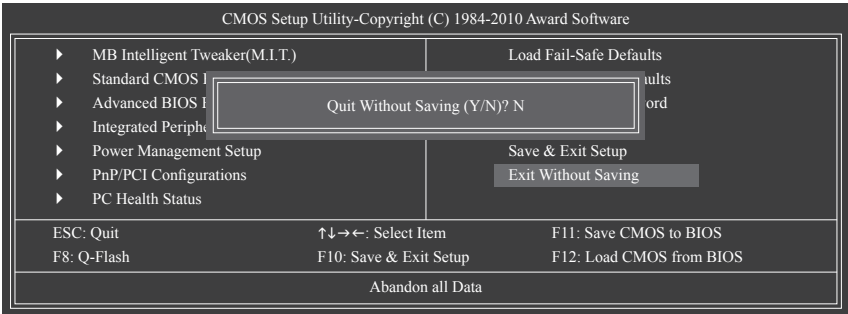 CMOS Setup Utility-Copyright (C) 1984-2010 Award Software
MB Intelligent Tweaker(M.I.T.)
Standard CMOS
Advanced BIOS
Integrated
Power Management Setup
PnP/PCI Configurations
PC Health Status
Load Fail-Safe Defaults
Save & Exit Setup
Exit Without Saving
Quit Without Saving (Y/N)? N
ESC: Quit ↑↓→←: Select Item F11: Save CMOS to BIOS
F8: Q-Flash F10: Save & Exit Setup F12: Load CMOS from BIOS
Abandon all Data